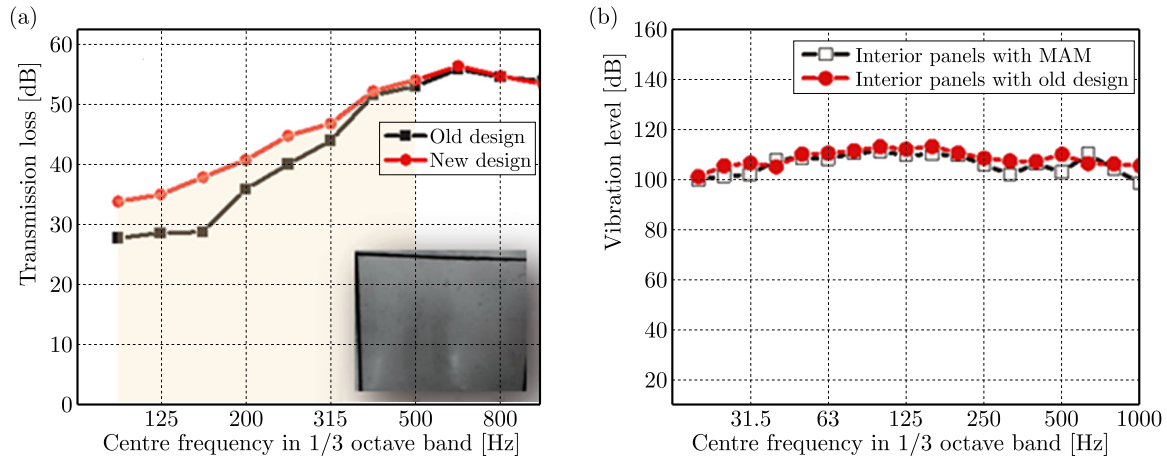 (a)
Transmission loss [dB]
60
50
40
30
20
10
0
Old design
New design
125 200 315 500 800
Centre frequency in 1/3 octave band [Hz]
(b)
Vibration level [dB]
160
140
120
100
80
60
40
20
Interior panels with MAM
Interior panels with old design
31.5 63 125 250 500 1000
Centre frequency in 1/3 octave band [Hz]